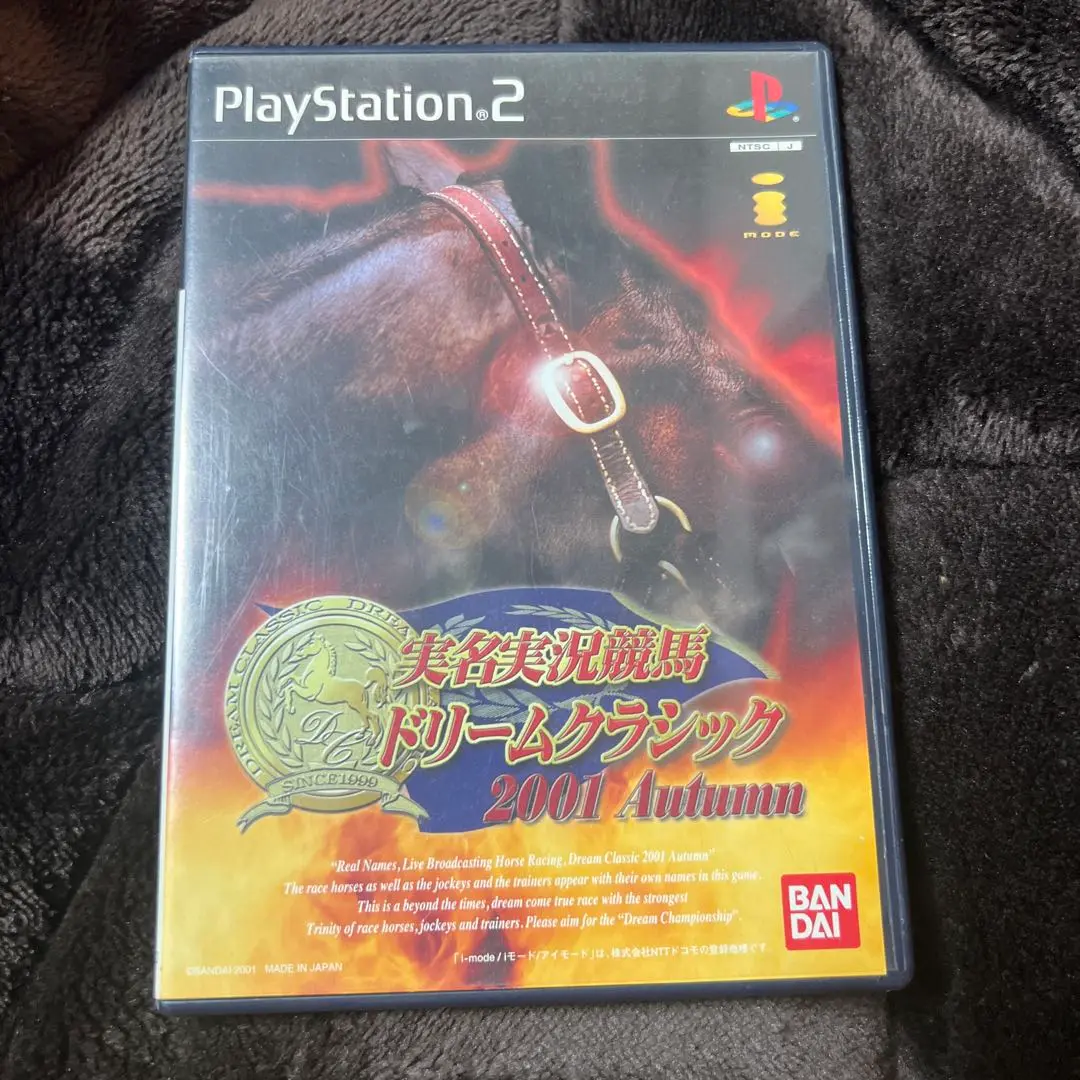 PlayStation®2
NTSC J
i MODE
DREAM CLASSIC DREA
DC
SINCE1999
実名実況競馬
ドリームクラシック
2001 Autumn
"Real Names, Live Broadcasting Horse Racing, Dream Classic 2001 Autumn"
The race horses as well as the jockeys and the trainers appear with their own names in this game.
This is a beyond the times, dream come true race with the strongest
Trinity of race horses, jockeys and trainers. Please aim for the "Dream Championship".
BAN
DAI
「i-mode / iモード/アイモード」は、株式会社NTTドコモの登録商標です
©BANDAI 2001 MADE IN JAPAN